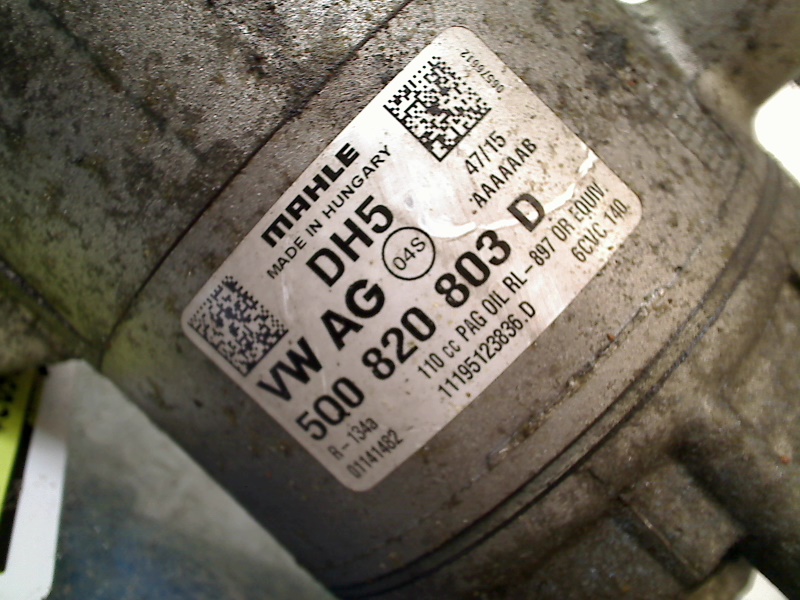 00570912
47/15
AAAAAAB
MAHLE
MADE IN HUNGARY
DH5
04S
VW AG
5Q0 820 803 D
110 cc PAG OIL RL-897 OR EQUIV
R-134a
11195123836.D
6CVC 140
01141482